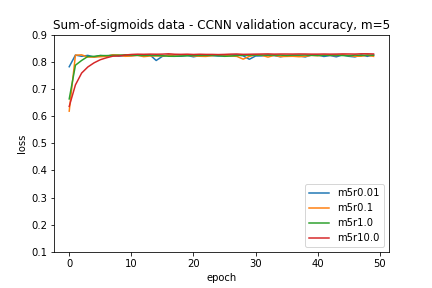 Sum-of-sigmoids data - CCNN validation accuracy, m=5
0.9
0.8
0.7
0.6
0.5
0.4
0.3
0.2
0.1
loss
m5r0.01
m5r0.1
m5r1.0
m5r10.0
0 10 20 30 40 50
epoch